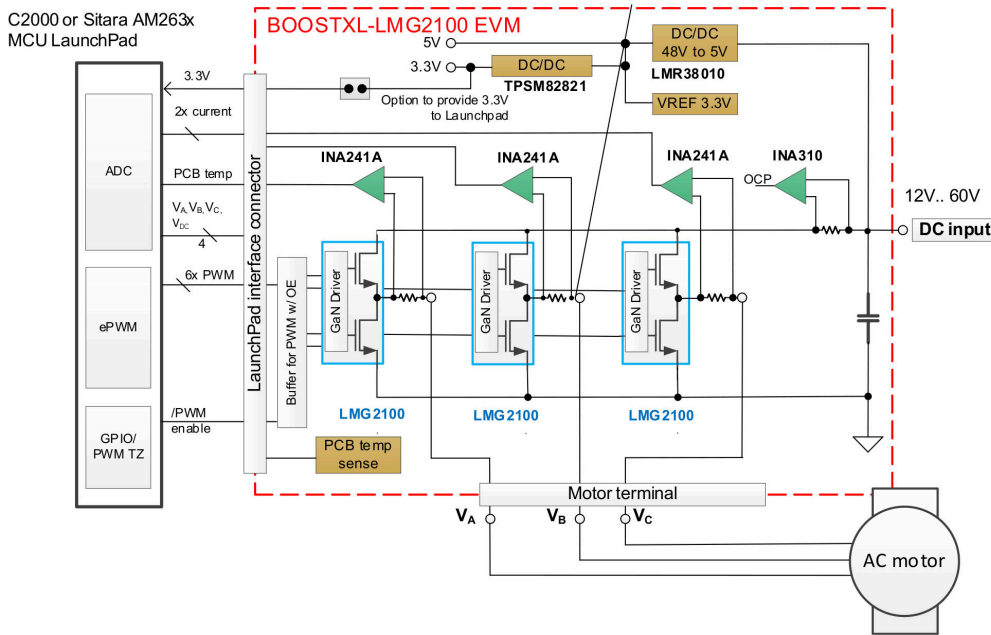 C2000 or Sitara AM263x
MCU LaunchPad
BOOSTXL-LMG2100 EVM
5V
3.3V
DC/DC
48V to 5V
LMR38010
DC/DC
TPSM82821
VREF 3.3V
Option to provide 3.3V
to Launchpad
3.3V
2x current
ADC
PCB temp
VA,VB,VC,
VDC
4
6x PWM
ePWM
/PWM
enable
GPIO/
PWM TZ
LaunchPad interface connector
Buffer for PWM w/ OE
INA241A
INA241A
INA241A
INA310
OCP
12V.. 60V
DC input
GaN Driver
GaN Driver
GaN Driver
LMG2100
LMG2100
LMG2100
PCB temp
sense
Motor terminal
VA
VB
VC
AC motor